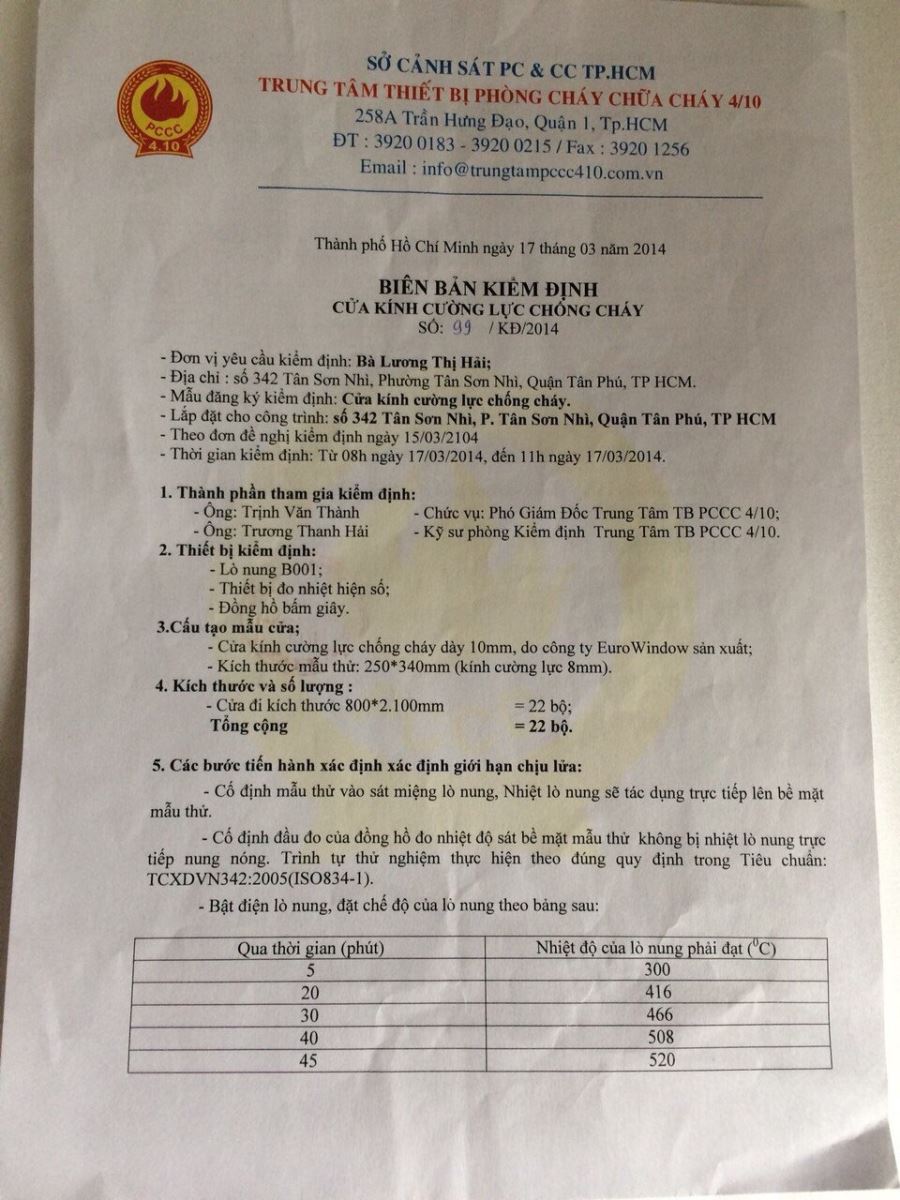 SỞ CẢNH SÁT PC & CC TP.HCM
TRUNG TÂM THIẾT BỊ PHÒNG CHÁY CHỮA CHÁY 4/10
258A Trần Hưng Đạo, Quận 1, Tp.HCM
ĐT : 3920 0183 - 3920 0215 / Fax : 3920 1256
Email : info@trungtampccc410.com.vn
PCCC
4.10
Thành phố Hồ Chí Minh ngày 17 tháng 03 năm 2014
BIÊN BẢN KIỂM ĐỊNH
CỬA KÍNH CƯỜNG LỰC CHỐNG CHÁY
SỐ: 99 / KĐ/2014
- Đơn vị yêu cầu kiểm định: Bà Lương Thị Hải;
- Địa chỉ : số 342 Tân Sơn Nhì, Phường Tân Sơn Nhì, Quận Tân Phú, TP HCM.
- Mẫu đăng ký kiểm định: Cửa kính cường lực chống cháy.
- Lắp đặt cho công trình: số 342 Tân Sơn Nhì, P. Tân Sơn Nhì, Quận Tân Phú, TP HCM
- Theo đơn đề nghị kiểm định ngày 15/03/2104
- Thời gian kiểm định: Từ 08h ngày 17/03/2014, đến 11h ngày 17/03/2014.
1. Thành phần tham gia kiểm định:
- Ông: Trịnh Văn Thành - Chức vụ: Phó Giám Đốc Trung Tâm TB PCCC 4/10;
- Ông: Trương Thanh Hải - Kỹ sư phòng Kiểm định Trung Tâm TB PCCC 4/10.
2. Thiết bị kiểm định:
- Lò nung B001;
- Thiết bị đo nhiệt hiện số;
- Đồng hồ bấm giây.
3.Cấu tạo mẫu cửa;
- Cửa kính cường lực chống cháy dày 10mm, do công ty EuroWindow sản xuất;
- Kích thước mẫu thử: 250*340mm (kính cường lực 8mm).
4. Kích thước và số lượng :
- Cửa đi kích thước 800*2.100mm = 22 bộ;
Tổng cộng = 22 bộ.
5. Các bước tiến hành xác định xác định giới hạn chịu lửa:
- Cố định mẫu thử vào sát miệng lò nung, Nhiệt lò nung sẽ tác dụng trực tiếp lên bề mặt
mẫu thử.
- Cố định đầu đo của đồng hồ đo nhiệt độ sát bề mặt mẫu thử không bị nhiệt lò nung trực
tiếp nung nóng. Trình tự thử nghiệm thực hiện theo đúng quy định trong Tiêu chuẩn:
TCXDVN342:2005(ISO834-1).
- Bật điện lò nung, đặt chế độ của lò nung theo bảng sau:
Qua thời gian (phút) Nhiệt độ của lò nung phải đạt (⁰C)
5 300
20 416
30 466
40 508
45 520